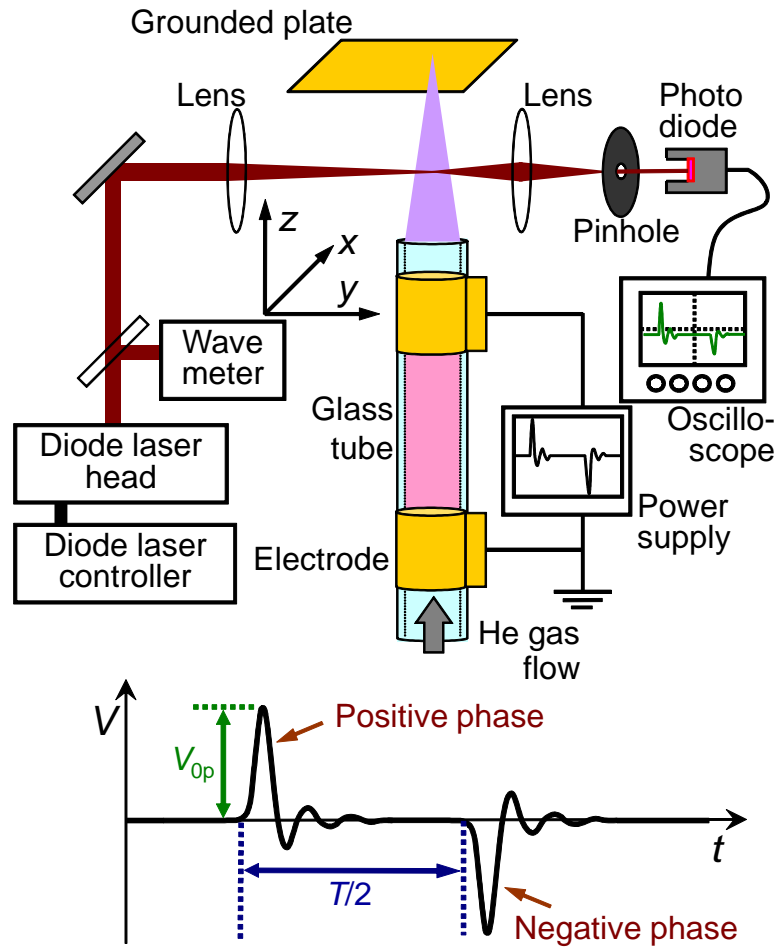 Grounded plate
Lens
Lens
Photo
diode
Pinhole
z
x
y
Wave
meter
Glass
tube
Oscillo-
scope
Diode laser
head
Power
supply
Diode laser
controller
Electrode
He gas
flow
V
Positive phase
V0p
t
T/2
Negative phase